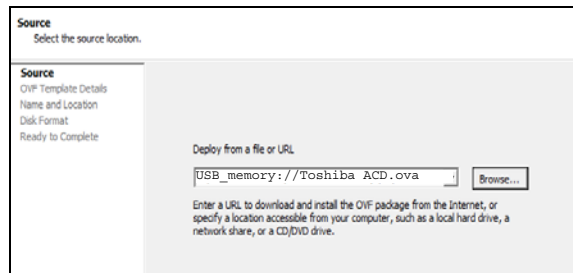 Source
Select the source location.
Source
OVF Template Details
Name and Location
Disk Format
Ready to Complete
Deploy from a file or URL
USB_memory://Toshiba ACD.ova
Browse...
Enter a URL to download and install the OVF package from the Internet, or
specify a location accessible from your computer, such as a local hard drive, a
network share, or a CD/DVD drive.